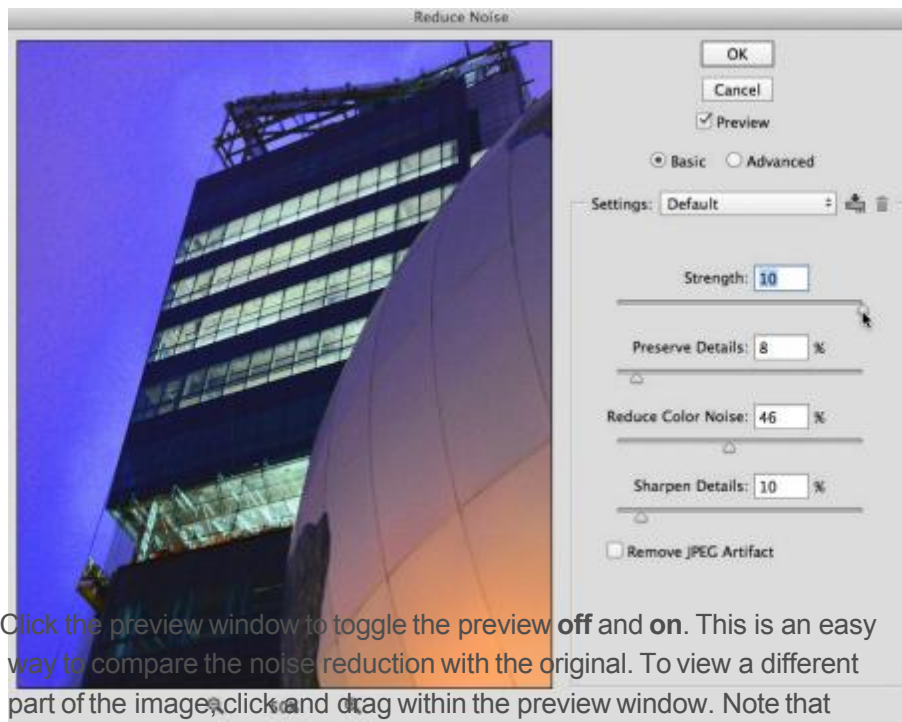 Reduce Noise
OK
Cancel
Preview
Basic Advanced
Settings: Default
Strength: 10
Preserve Details: 8 %
Reduce Color Noise: 46 %
Sharpen Details: 10 %
Remove JPEG Artifact
Click the preview window to toggle the preview off and on. This is an easy
way to compare the noise reduction with the original. To view a different
part of the image, click and drag within the preview window. Note that